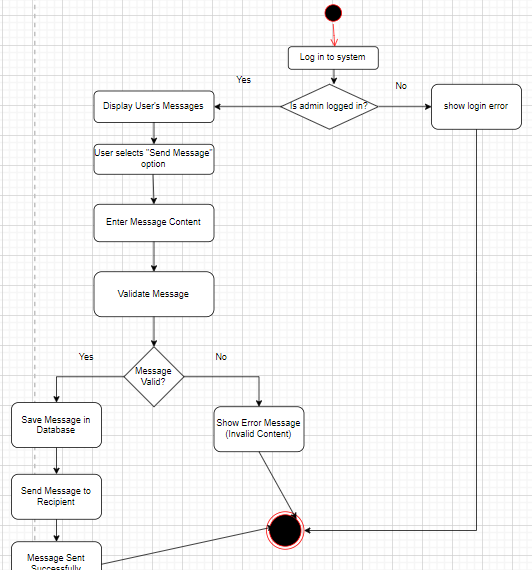 Log in to system
Yes
No
Display User's Messages
Is admin logged in?
show login error
User selects "Send Message"
option
Enter Message Content
Validate Message
Yes
No
Message
Valid?
Save Message in
Database
Show Error Message
(Invalid Content)
Send Message to
Recipient
Message Sent
Successfully